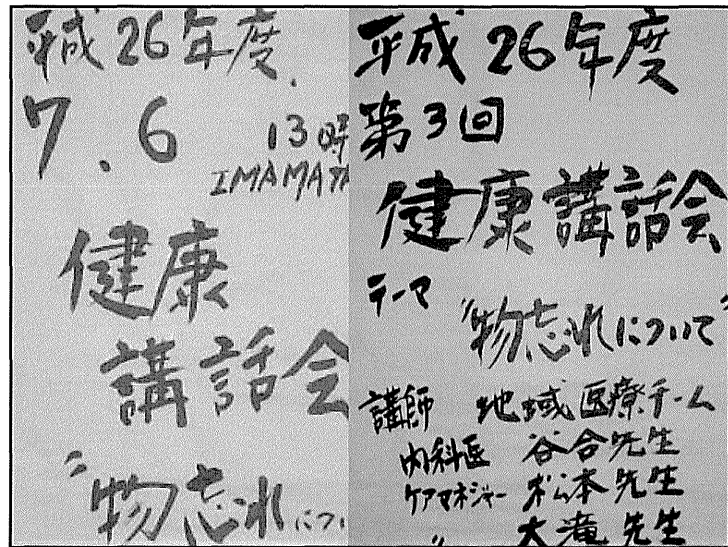 平成26年度
7.6 13時
IMAMATA
健康
講話会
"物忘れについ
平成26年度
第3回
健康講話会
テーマ
"物忘れについて"
講師 地域医療チーム
内科医 谷合先生
ケアマネジャー 松本先生
〃 大滝先生